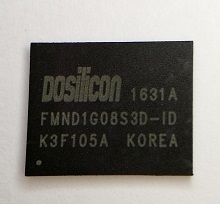 Dosilicon 1631A
FMND1G08S3D-ID
K3F105A KOREA